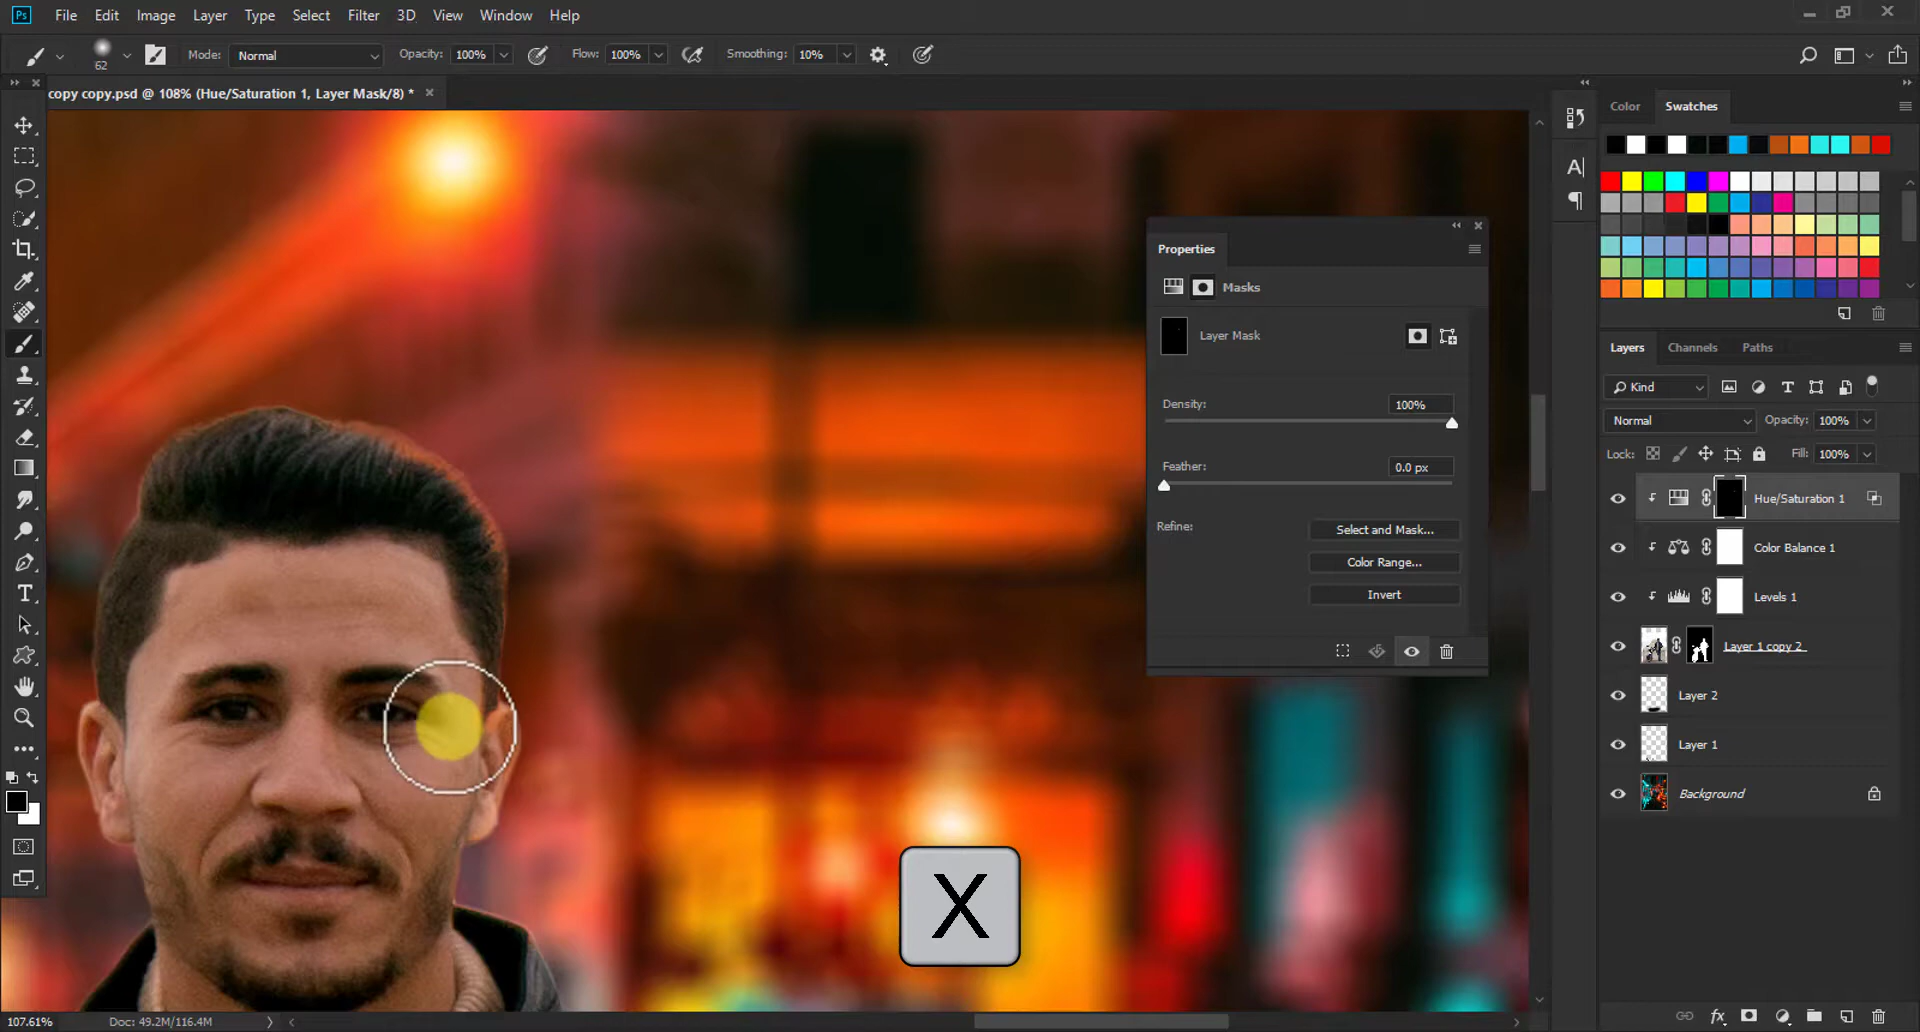 Ps File Edit Image Layer Type Select Filter 3D View Window Help
62 Mode: Normal Opacity: 100% Flow: 100% Smoothing: 10%
copy copy.psd @ 108% (Hue/Saturation 1, Layer Mask/8) *
Color Swatches
Properties
Masks
Layer Mask
Density: 100%
Feather: 0.0 px
Refine: Select and Mask...
Color Range...
Invert
Layers Channels Paths
Kind
Normal Opacity: 100%
Lock: Fill: 100%
Hue/Saturation 1
Color Balance 1
Levels 1
Layer 1 copy 2
Layer 2
Layer 1
Background
X
107.61% Doc: 49.2M/116.4M